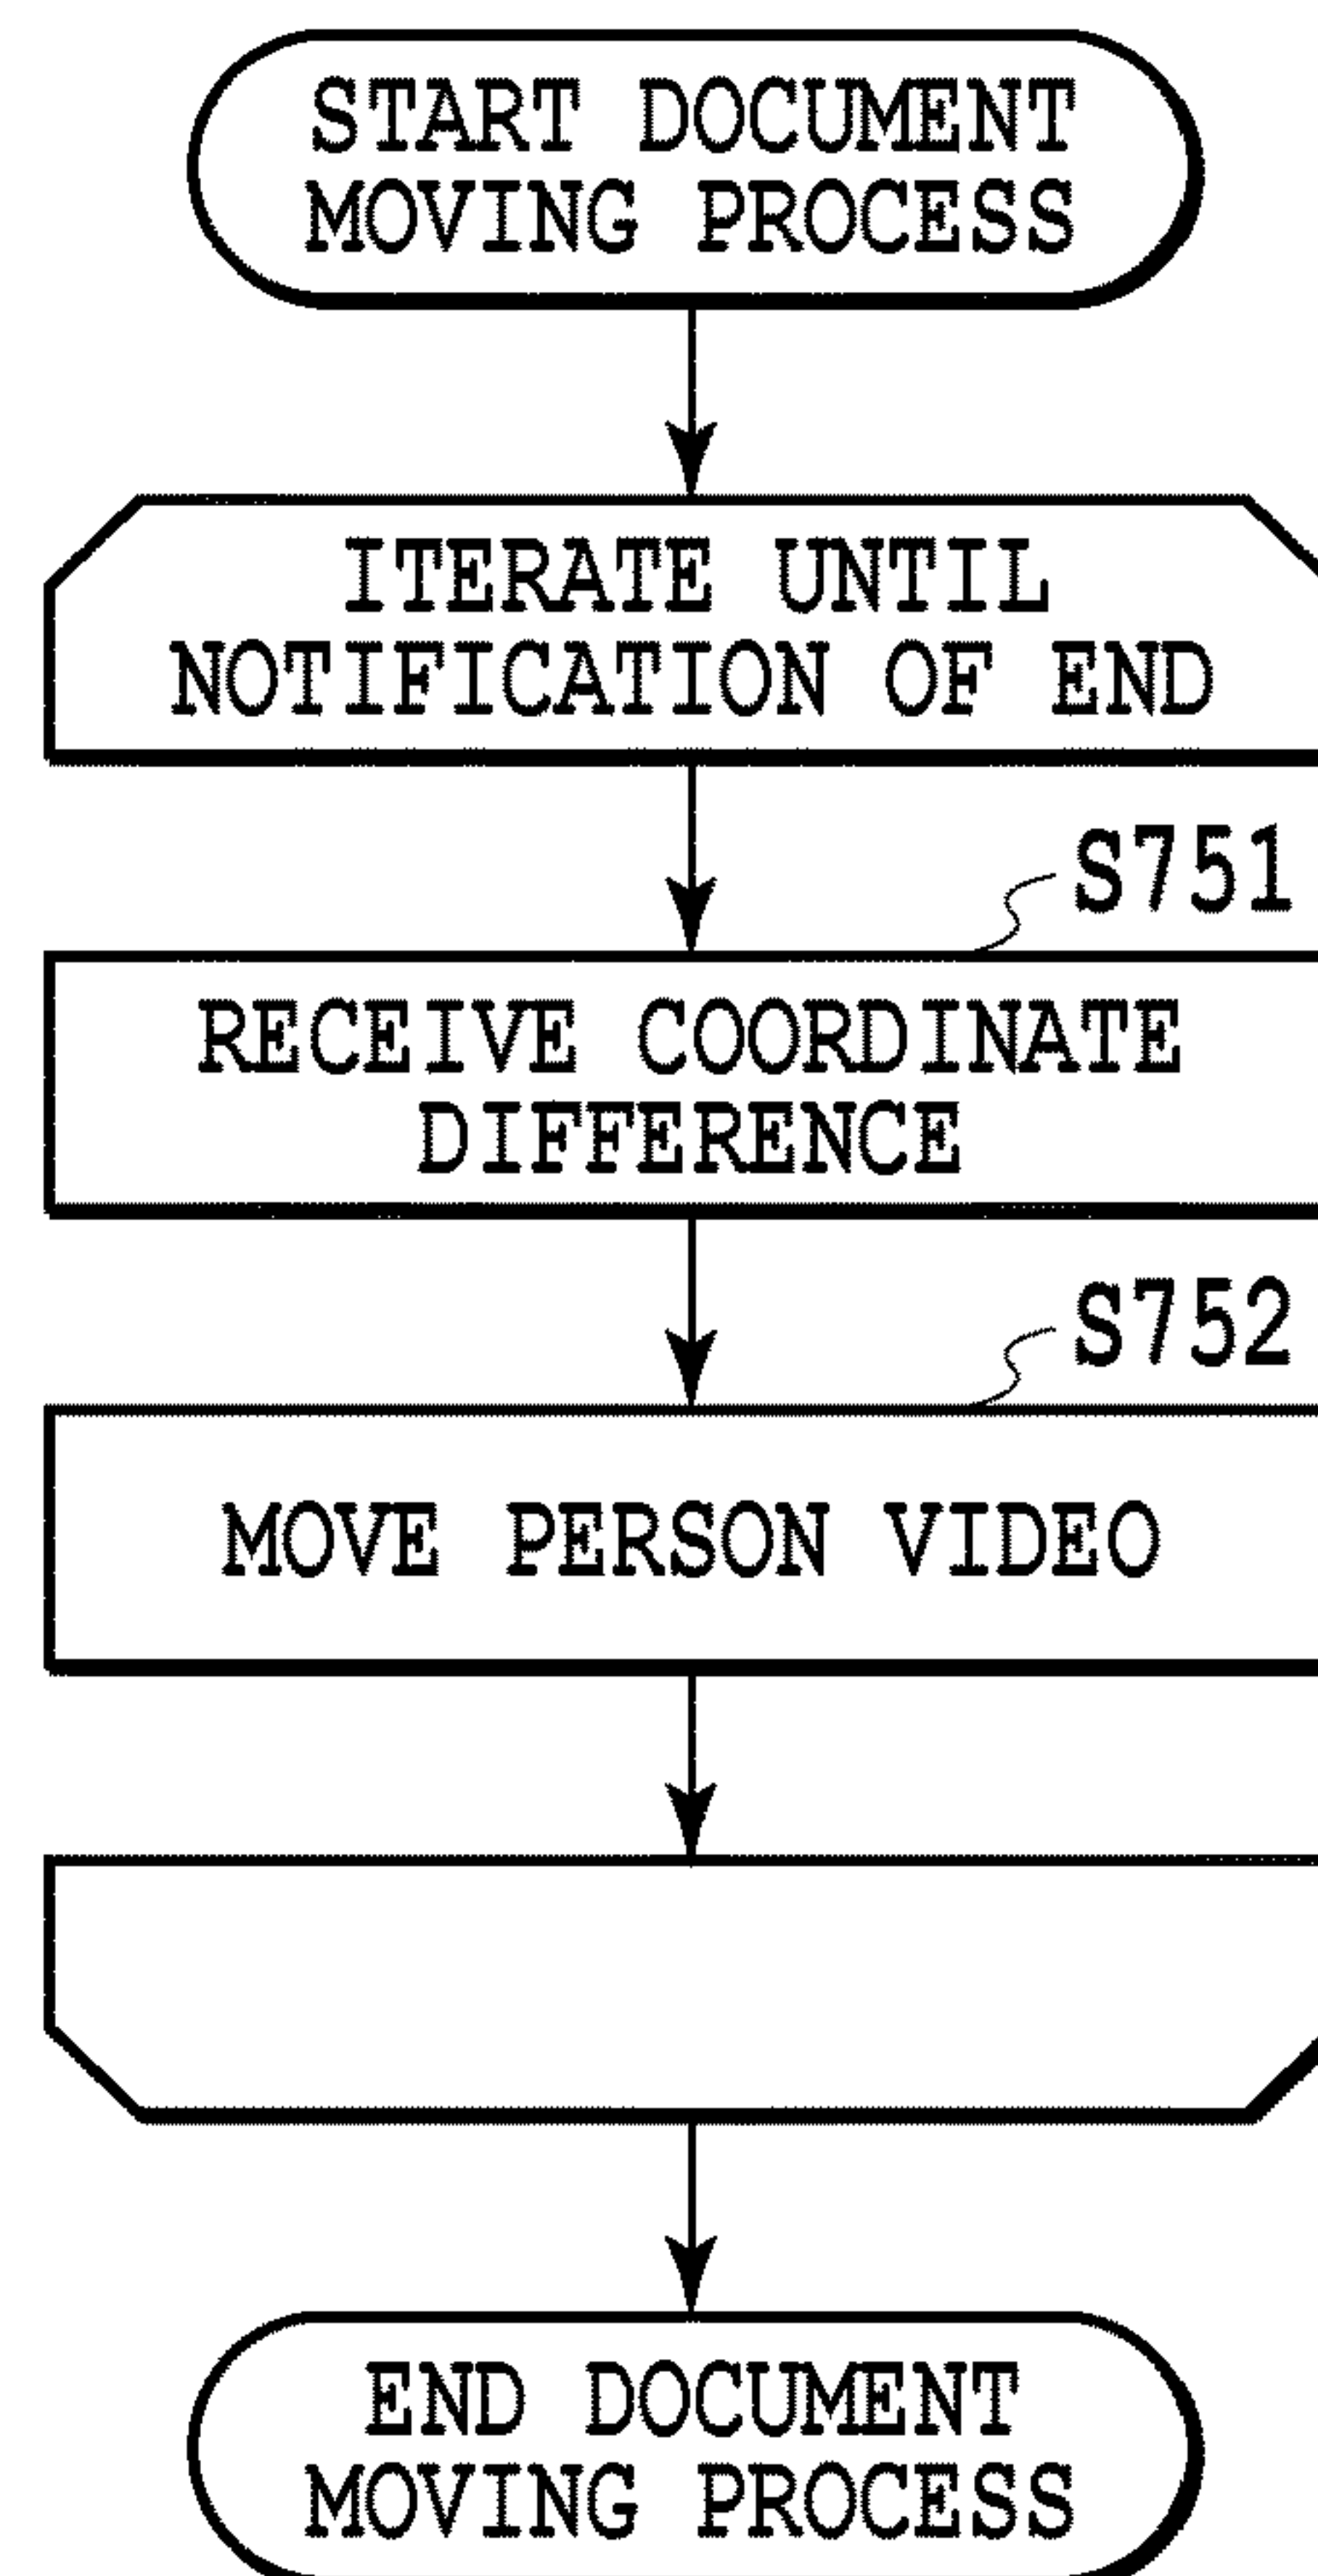 START DOCUMENT
MOVING PROCESS
ITERATE UNTIL
NOTIFICATION OF END
S751
RECEIVE COORDINATE
DIFFERENCE
S752
MOVE PERSON VIDEO
END DOCUMENT
MOVING PROCESS